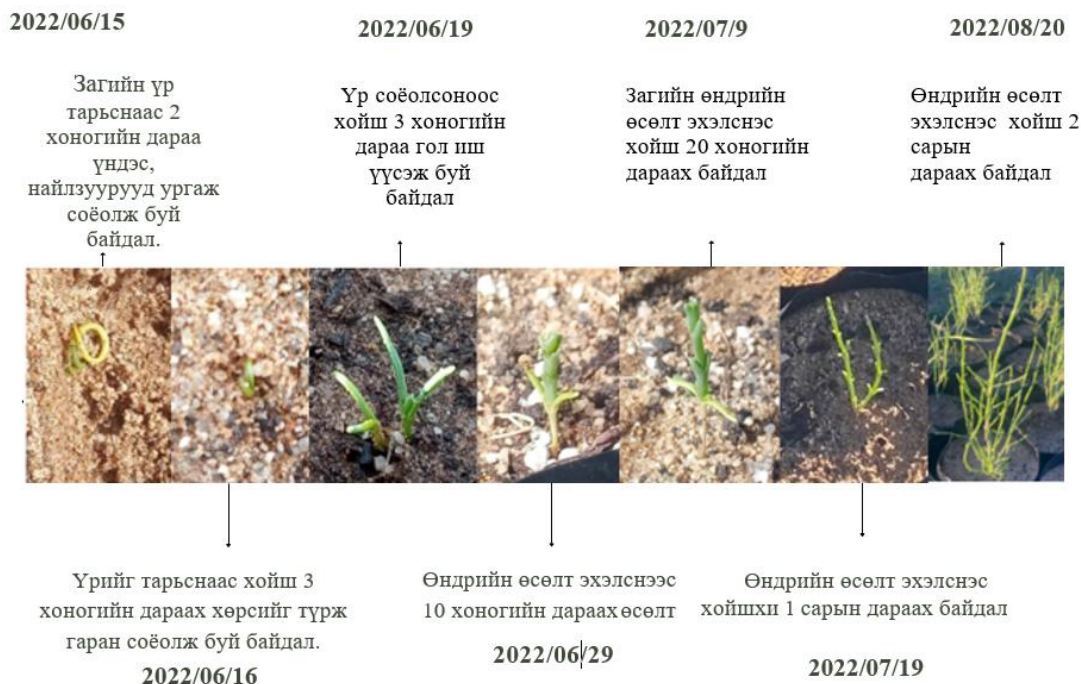 2022/06/15
Загийн үр
тарьснаас 2
хоногийн дараа
үндэс,
найлзуурууд ургаж
соёолж буй
байдал.
2022/06/19
Үр соёолсоноос
хойш 3 хоногийн
дараа гол иш
үүсэж буй
байдал
2022/07/9
Загийн өндрийн
өсөлт эхэлснэс
хойш 20 хоногийн
дараах байдал
2022/08/20
Өндрийн өсөлт
эхэлснэс хойш 2
сарын
дараах байдал
Үрийг тарьснаас хойш 3
хоногийн дараах хөрсийг түрж
гаран соёолж буй байдал.
2022/06/16
Өндрийн өсөлт эхэлснээс
10 хоногийн дараах өсөлт
2022/06/29
Өндрийн өсөлт эхэлснэс
хойшхи 1 сарын дараах байдал
2022/07/19